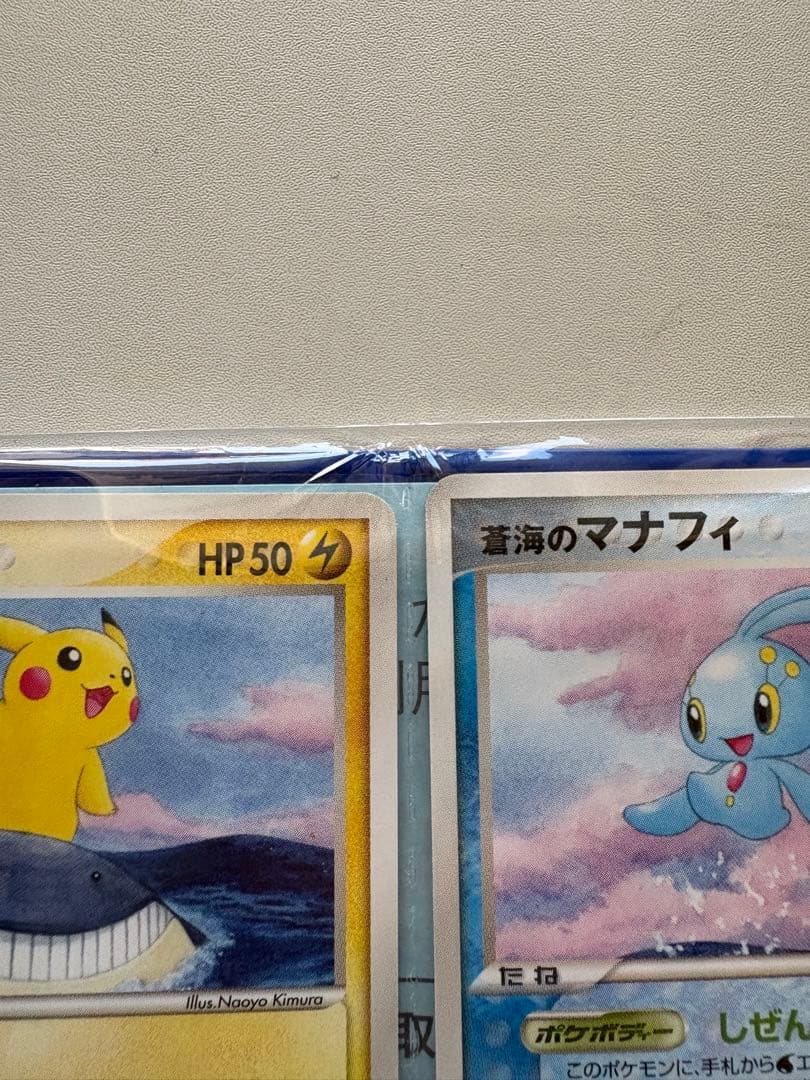 HP50
Illus.Naoyo Kimura
蒼海のマナフィ
たね
ポケボディー しぜん
このポケモンに、手札から
取